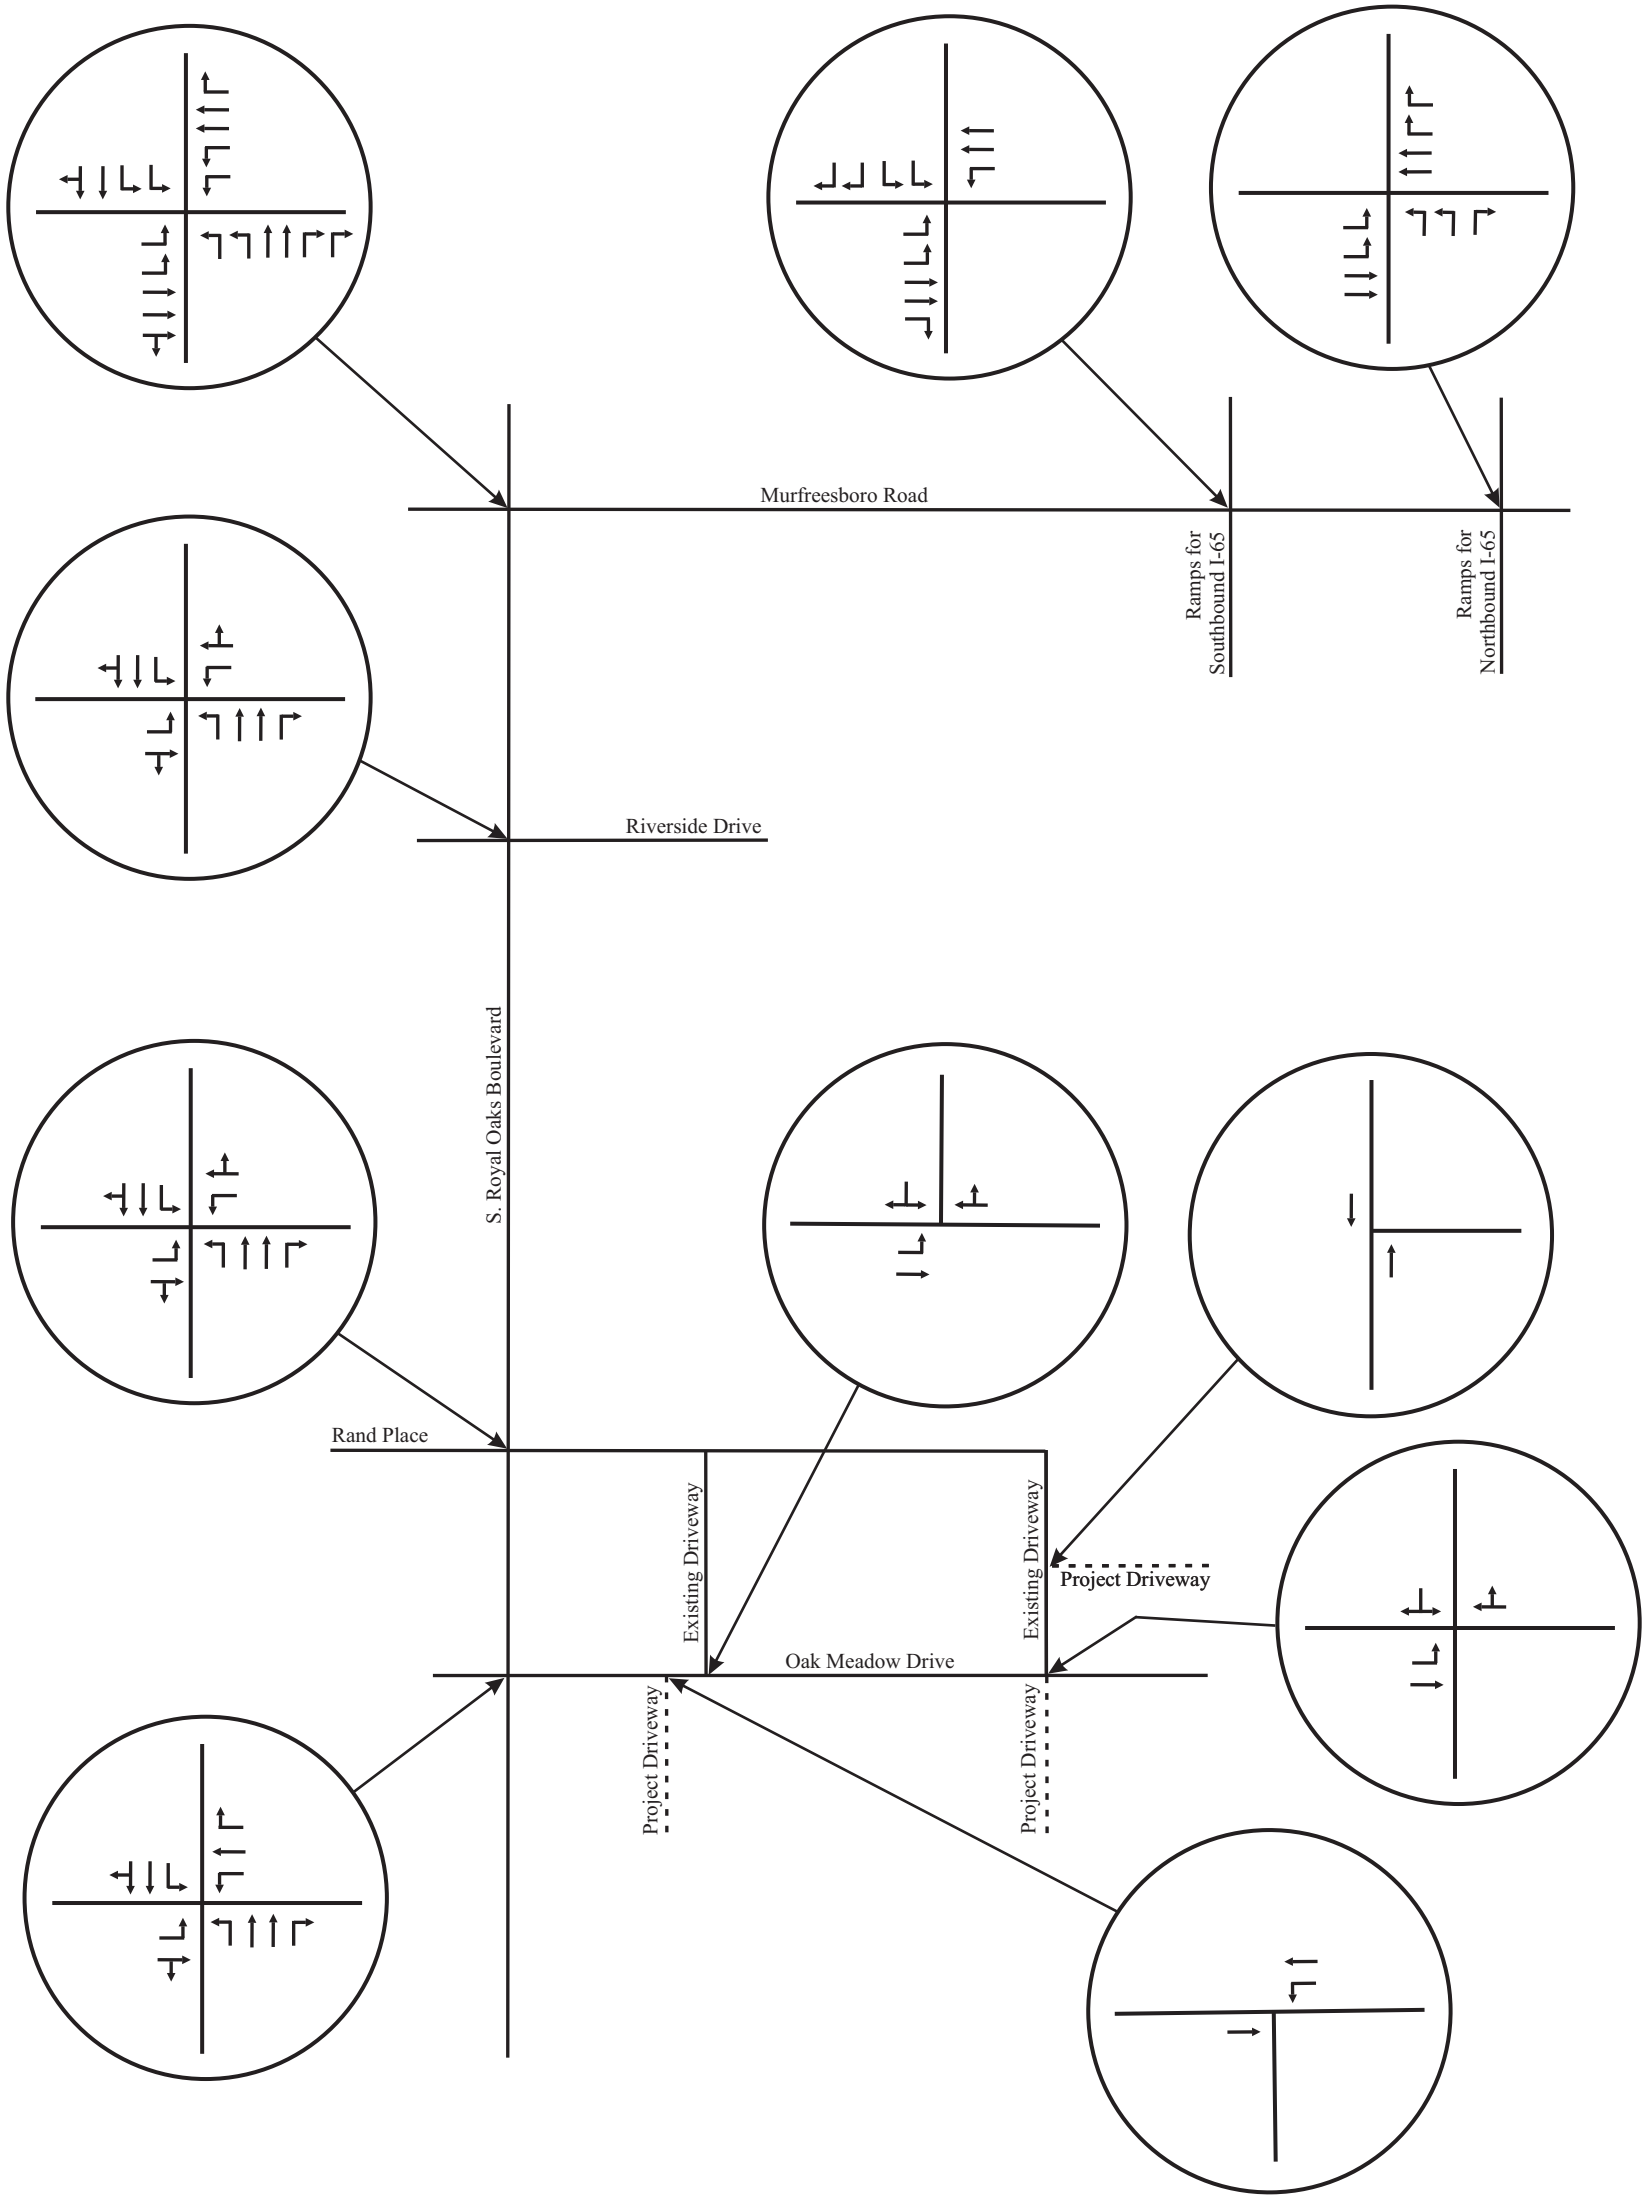 Murfreesboro Road
Ramps for
Southbound I-65
Ramps for
Northbound I-65
Riverside Drive
S. Royal Oaks Boulevard
Rand Place
Existing Driveway
Existing Driveway
Project Driveway
Oak Meadow Drive
Project Driveway
Project Driveway